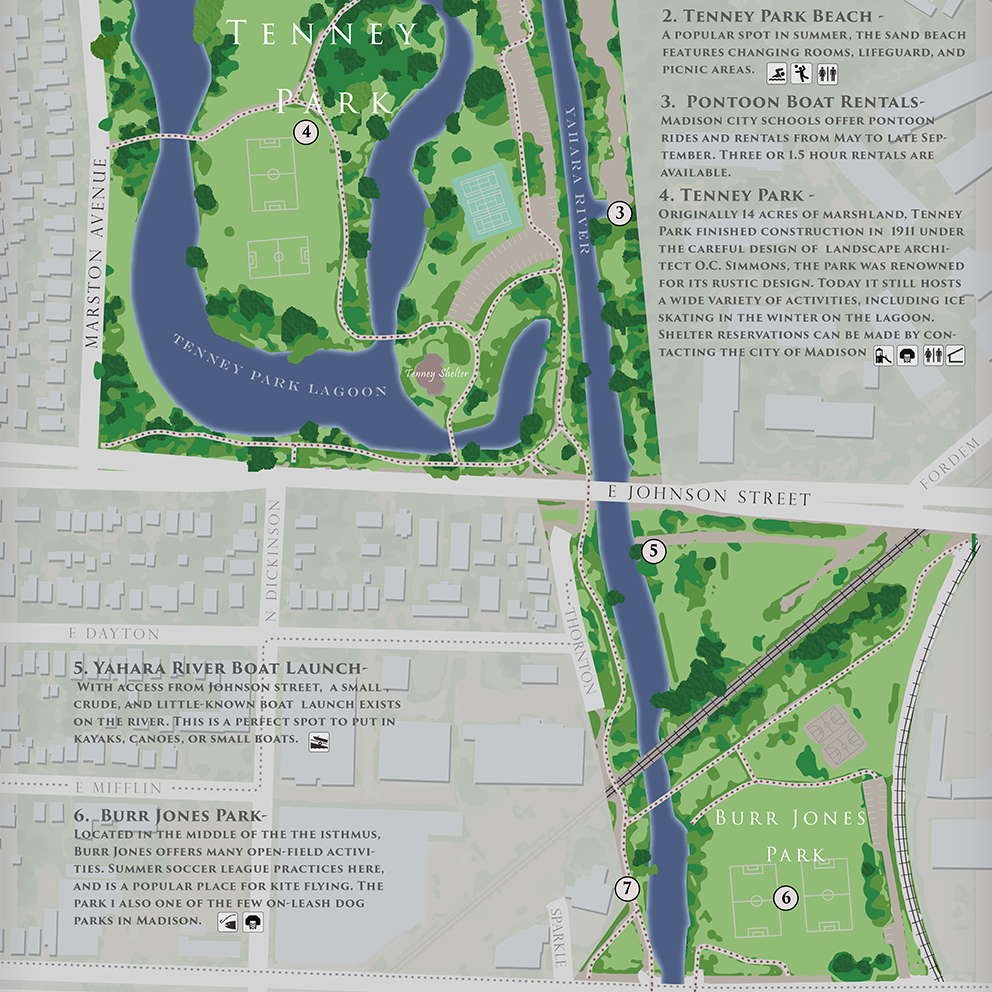 Tenney
Park
4
Marston Avenue
Yahara River
3
Tenney Park Lagoon
Tenney Shelter
2. Tenney Park Beach -
A popular spot in summer, the sand beach
features changing rooms, lifeguard, and
picnic areas.
3. Pontoon Boat Rentals-
Madison city schools offer pontoon
rides and rentals from May to late Sep-
tember. Three or 1.5 hour rentals are
available.
4. Tenney Park -
Originally 14 acres of marshland, Tenney
Park finished construction in 1911 under
the careful design of landscape archi-
tect O.C. Simmons, the park was renowned
for its rustic design. Today it still hosts
a wide variety of activities, including ice
skating in the winter on the lagoon.
Shelter reservations can be made by con-
tacting the city of Madison
Fordem
E Johnson Street
5
N Dickinson
E Dayton
Thornton
5. Yahara River Boat Launch-
With access from Johnson Street, a small,
crude, and little-known boat launch exists
on the river. This is a perfect spot to put in
kayaks, canoes, or small boats.
E Mifflin
6. Burr Jones Park-
Located in the middle of the the isthmus,
Burr Jones offers many open-field activi-
ties. Summer soccer league practices here,
and is a popular place for kite flying. The
park i also one of the few on-leash dog
parks in Madison.
Burr Jones
Park
7
6
Sparkle